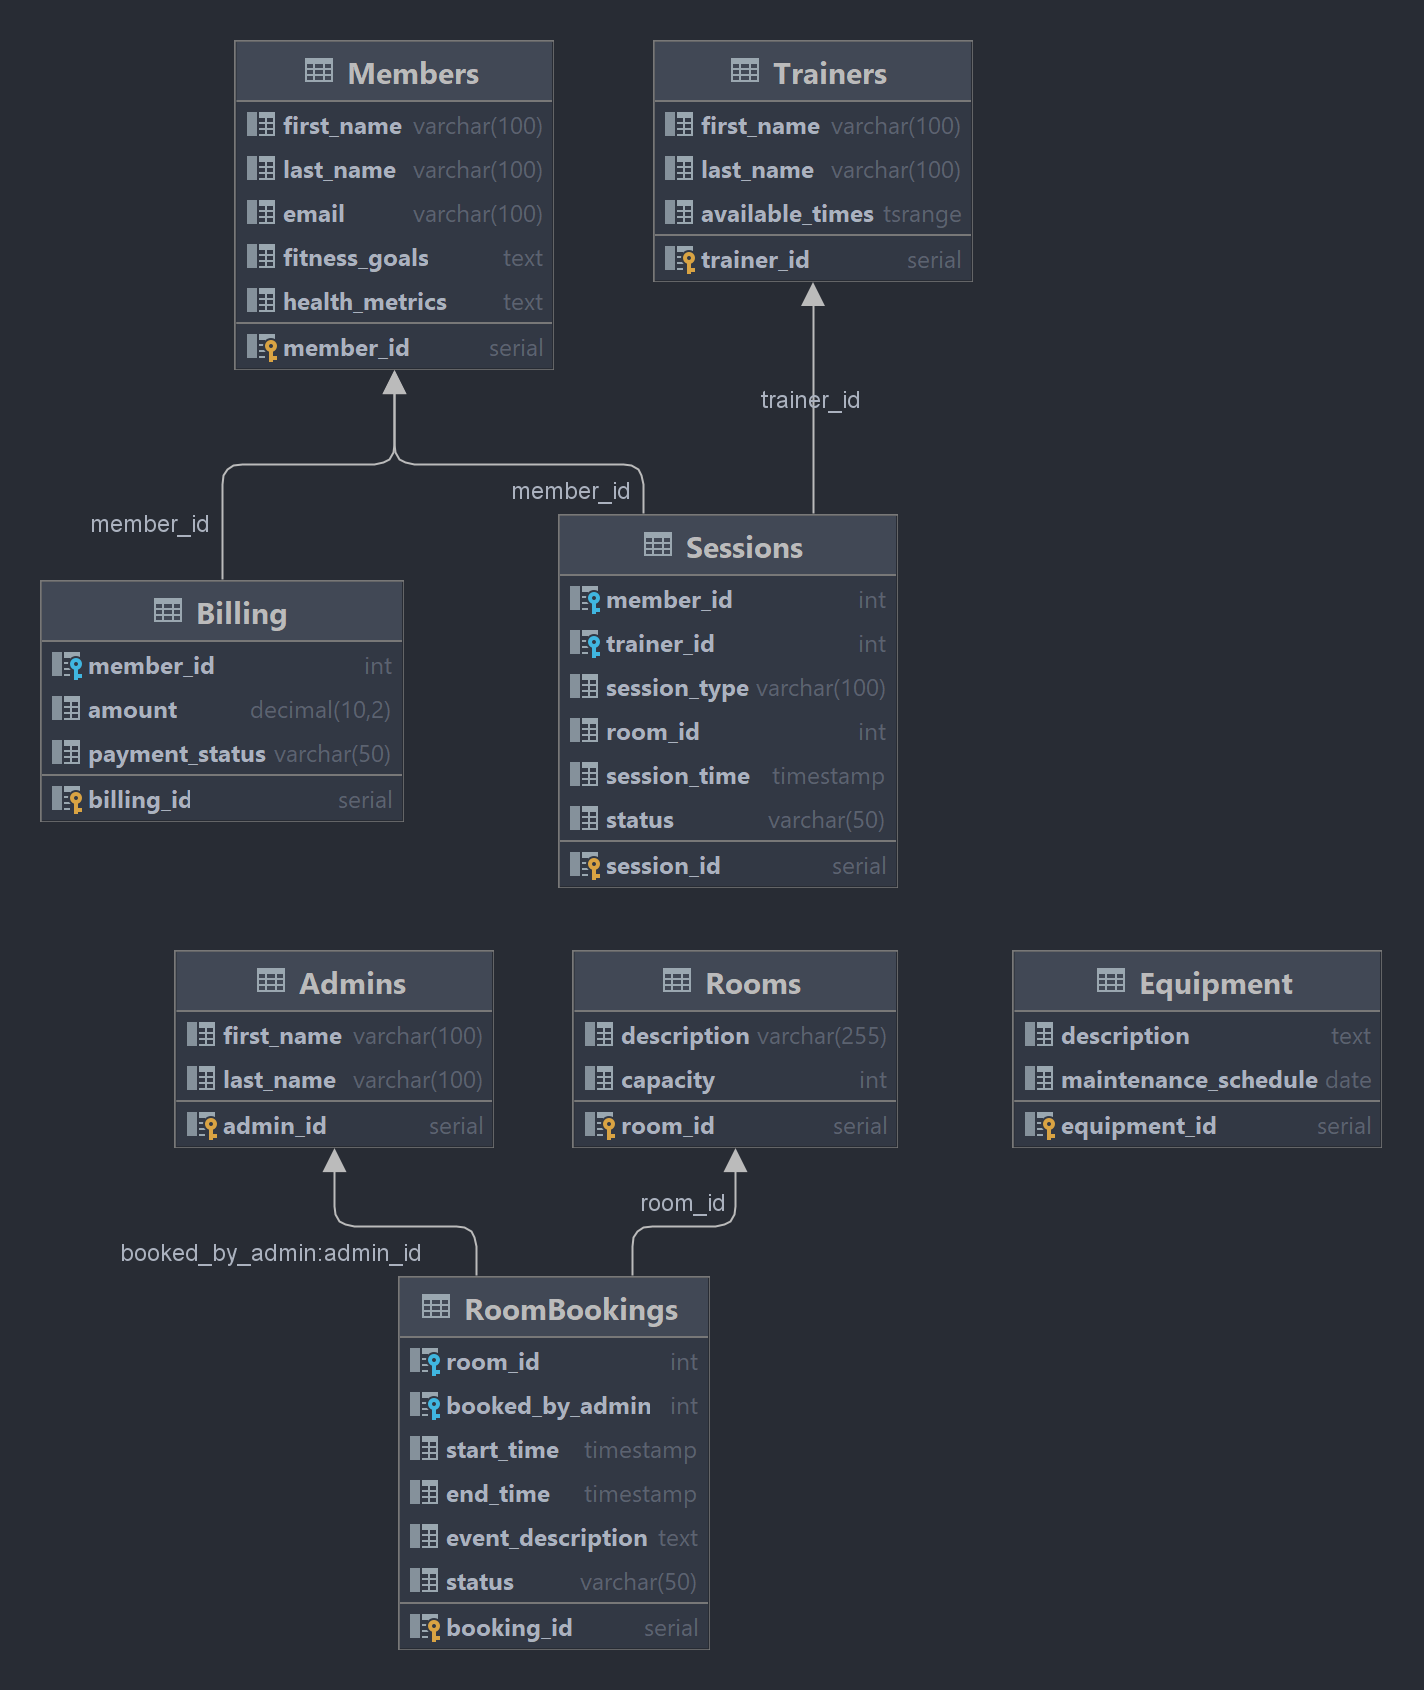 Members
first_name varchar(100)
last_name varchar(100)
email varchar(100)
fitness_goals text
health_metrics text
member_id serial
Trainers
first_name varchar(100)
last_name varchar(100)
available_times tsrange
trainer_id serial
trainer_id
member_id
member_id
Billing
member_id int
amount decimal(10,2)
payment_status varchar(50)
billing_id serial
Sessions
member_id int
trainer_id int
session_type varchar(100)
room_id int
session_time timestamp
status varchar(50)
session_id serial
Admins
first_name varchar(100)
last_name varchar(100)
admin_id serial
Rooms
description varchar(255)
capacity int
room_id serial
Equipment
description text
maintenance_schedule date
equipment_id serial
room_id
booked_by_admin:admin_id
RoomBookings
room_id int
booked_by_admin int
start_time timestamp
end_time timestamp
event_description text
status varchar(50)
booking_id serial